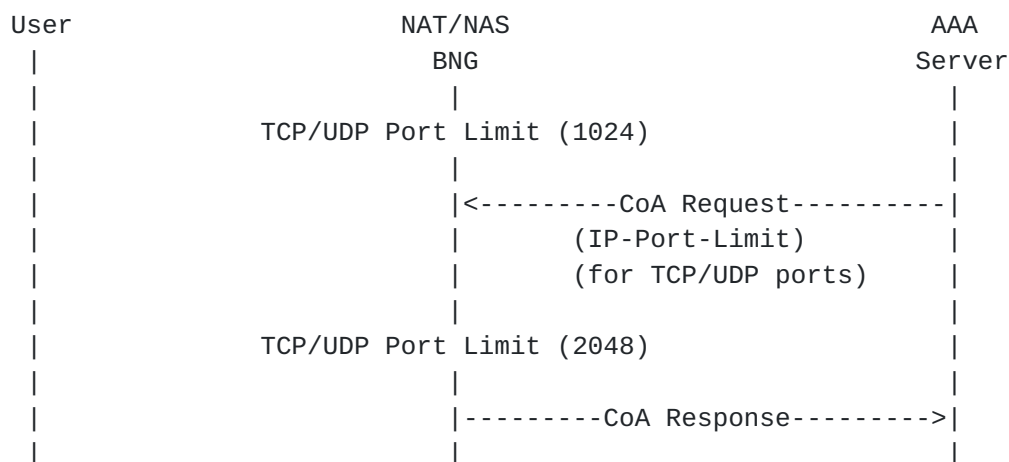 User NAT/NAS AAA
| BNG Server
| | |
| TCP/UDP Port Limit (1024) |
| | |
| |<---------CoA Request----------|
| | (IP-Port-Limit) |
| | (for TCP/UDP ports) |
| | |
| TCP/UDP Port Limit (2048) |
| | |
| |---------CoA Response--------->|
| | |